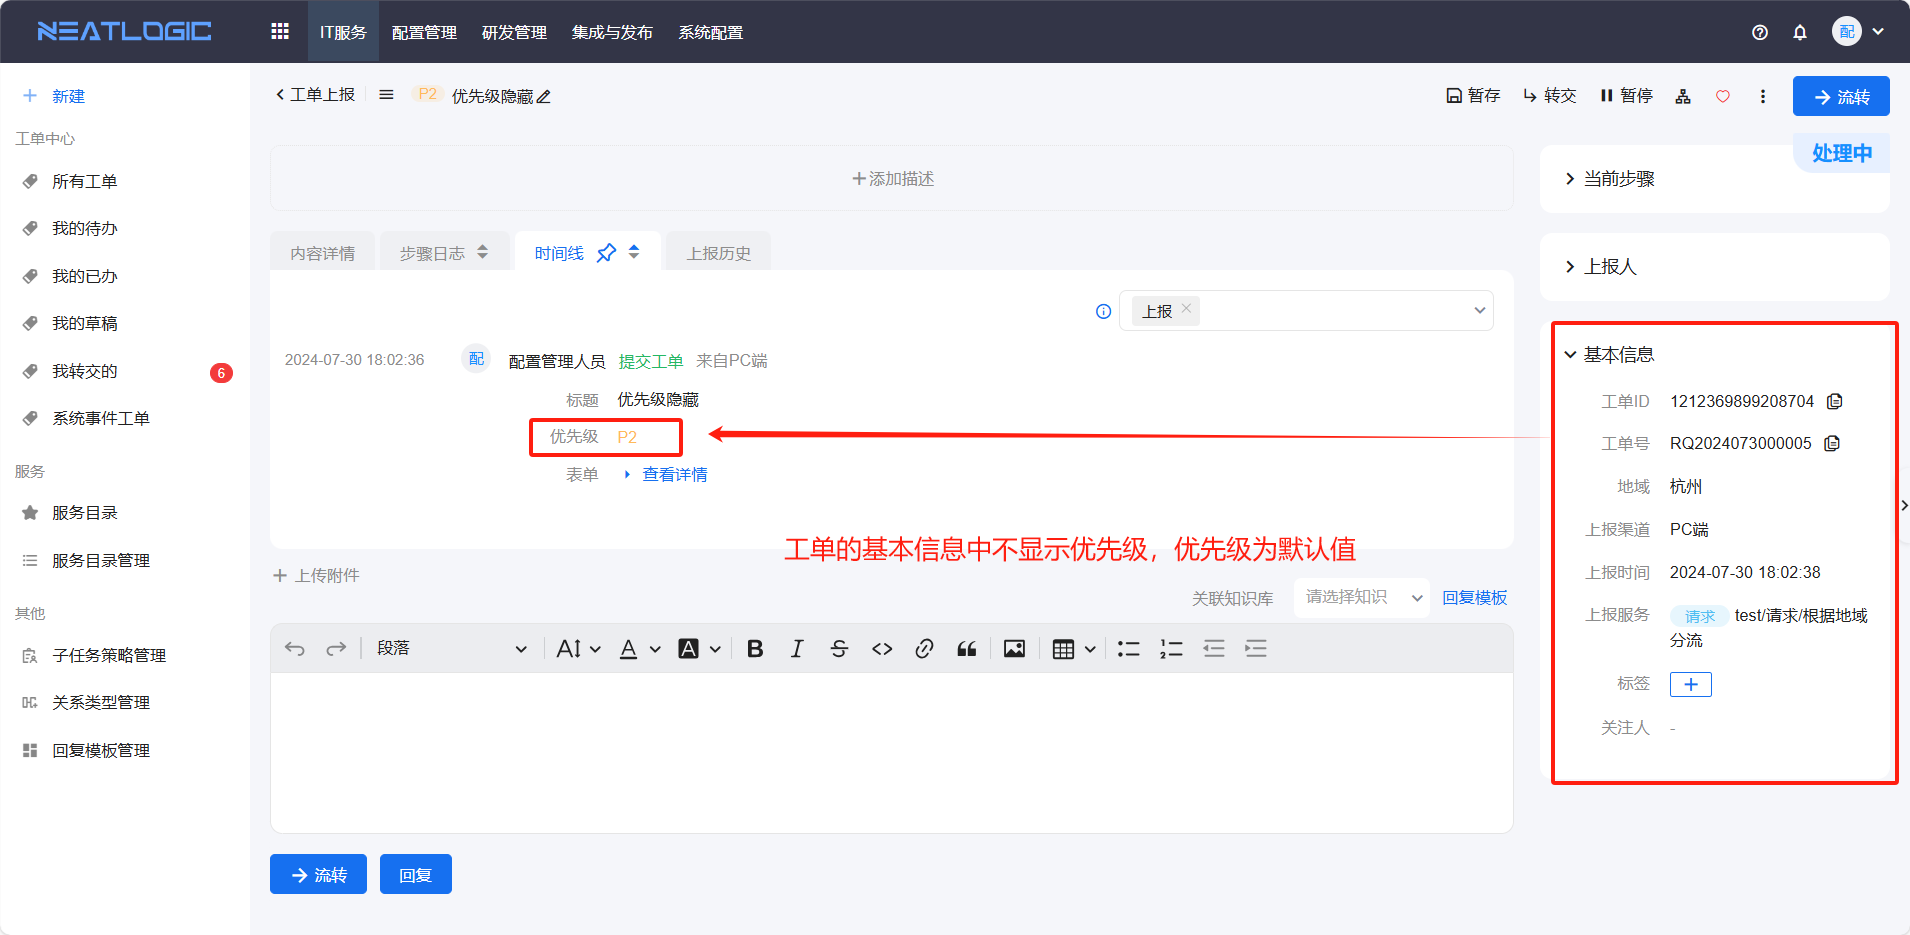 NEATLOGIC
IT服务
配置管理
研发管理
集成与发布
系统配置
配
新建
工单中心
所有工单
我的待办
我的已办
我的草稿
我转交的
6
系统事件工单
服务
服务目录
服务目录管理
其他
子任务策略管理
关系类型管理
回复模板管理
工单上报
P2
优先级隐藏
暂存
转交
暂停
流转
添加描述
内容详情
步骤日志
时间线
上报历史
上报
2024-07-30 18:02:36
配
配置管理人员 提交工单 来自PC端
标题 优先级隐藏
优先级 P2
表单 查看详情
工单的基本信息中不显示优先级，优先级为默认值
上传附件
关联知识库
请选择知识
回复模板
段落
流转
回复
处理中
当前步骤
上报人
基本信息
工单ID 1212369899208704
工单号 RQ2024073000005
地域 杭州
上报渠道 PC端
上报时间 2024-07-30 18:02:38
上报服务 请求 test/请求/根据地域
分流
标签
关注人 -